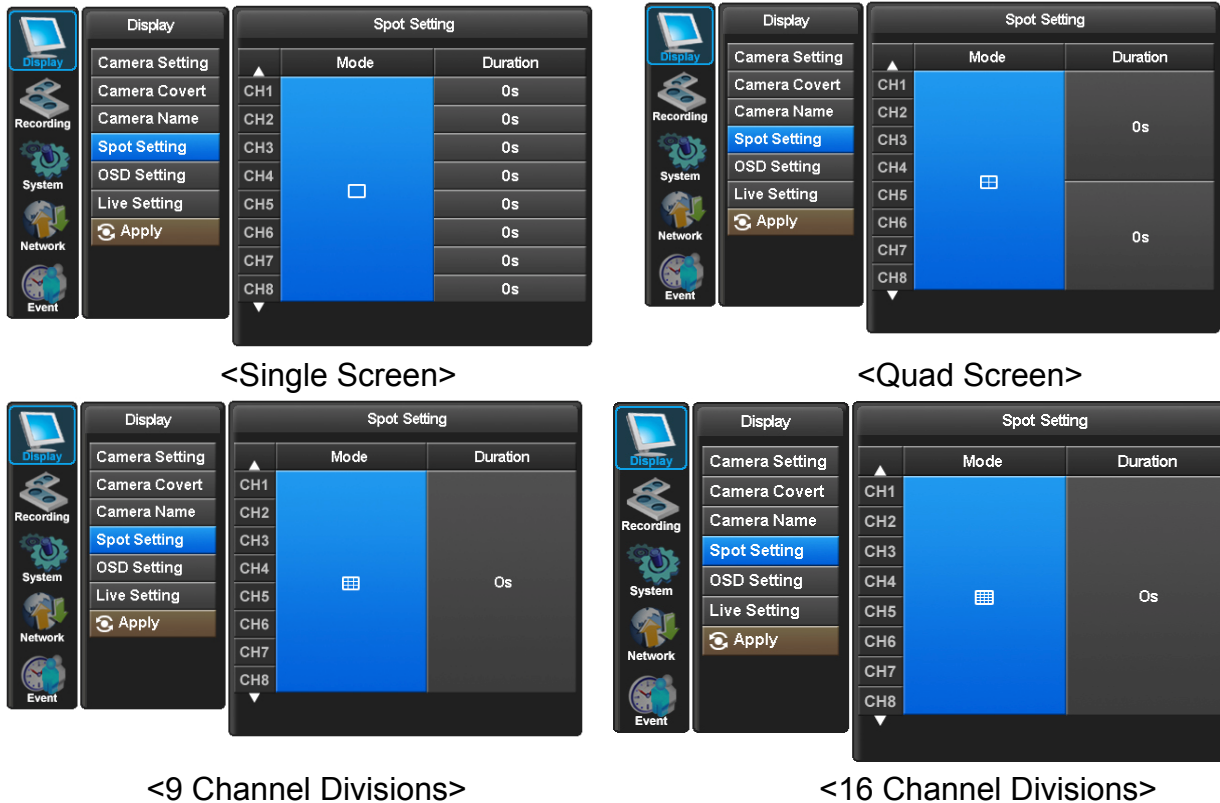 Display
Recording
System
Network
Event
Display
Camera Setting
Camera Covert
Camera Name
Spot Setting
OSD Setting
Live Setting
Apply
Spot Setting
Mode Duration
CH1 0s
CH2 0s
CH3 0s
CH4 0s
CH5 0s
CH6 0s
CH7 0s
CH8 0s
<Single Screen>
Display
Recording
System
Network
Event
Display
Camera Setting
Camera Covert
Camera Name
Spot Setting
OSD Setting
Live Setting
Apply
Spot Setting
Mode Duration
CH1
CH2
0s
CH3
CH4
CH5
CH6
0s
CH7
CH8
<Quad Screen>
Display
Recording
System
Network
Event
Display
Camera Setting
Camera Covert
Camera Name
Spot Setting
OSD Setting
Live Setting
Apply
Spot Setting
Mode Duration
CH1
CH2
CH3
CH4
0s
CH5
CH6
CH7
CH8
<9 Channel Divisions>
Display
Recording
System
Network
Event
Display
Camera Setting
Camera Covert
Camera Name
Spot Setting
OSD Setting
Live Setting
Apply
Spot Setting
Mode Duration
CH1
CH2
CH3
CH4
0s
CH5
CH6
CH7
CH8
<16 Channel Divisions>